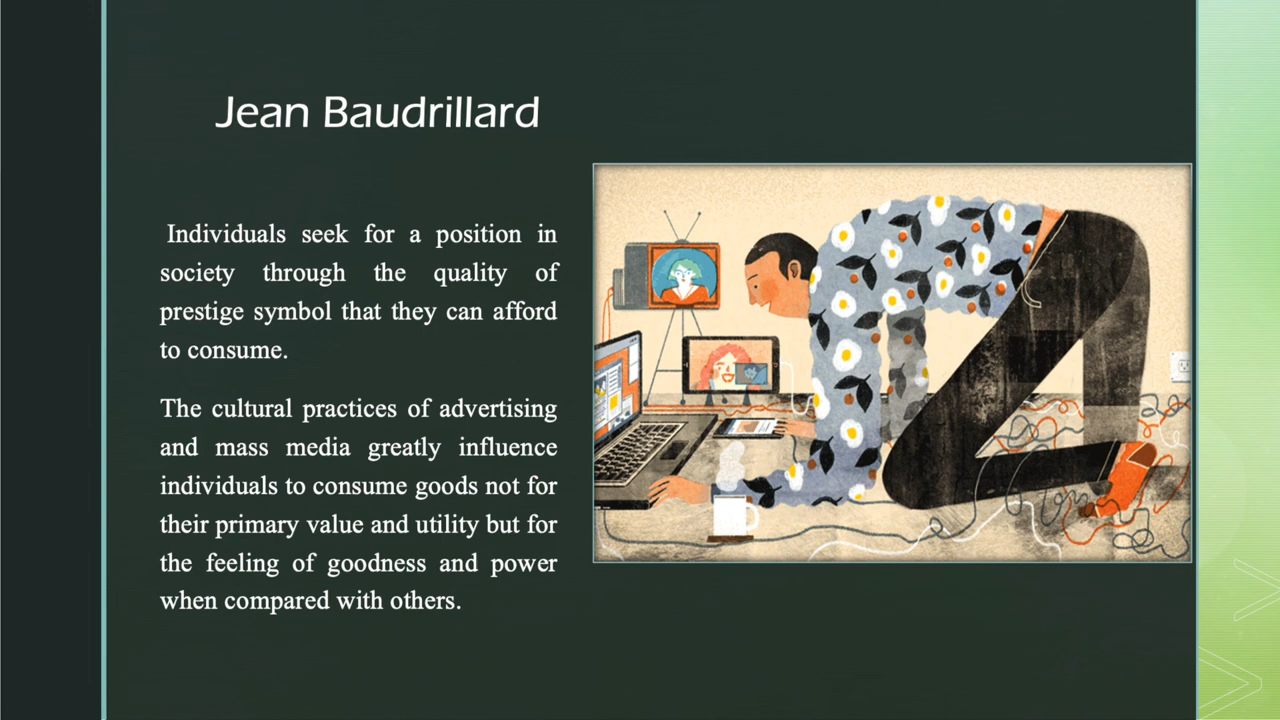 Jean Baudrillard
Individuals seek for a position in
society through the quality of
prestige symbol that they can afford
to consume.
The cultural practices of advertising
and mass media greatly influence
individuals to consume goods not for
their primary value and utility but for
the feeling of goodness and power
when compared with others.